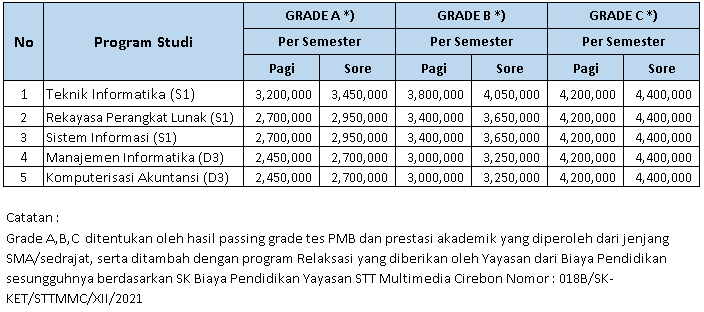 No Program Studi GRADE A *) GRADE B *) GRADE C *)
Per Semester Per Semester Per Semester
Pagi Sore Pagi Sore Pagi Sore
1 Teknik Informatika (S1) 3,200,000 3,450,000 3,800,000 4,050,000 4,200,000 4,400,000
2 Rekayasa Perangkat Lunak (S1) 2,700,000 2,950,000 3,400,000 3,650,000 4,200,000 4,400,000
3 Sistem Informasi (S1) 2,700,000 2,950,000 3,400,000 3,650,000 4,200,000 4,400,000
4 Manajemen Informatika (D3) 2,450,000 2,700,000 3,000,000 3,250,000 4,200,000 4,400,000
5 Komputerisasi Akuntansi (D3) 2,450,000 2,700,000 3,000,000 3,250,000 4,200,000 4,400,000
Catatan :
Grade A,B,C ditentukan oleh hasil passing grade tes PMB dan prestasi akademik yang diperoleh dari jenjang
SMA/sedrajat, serta ditambah dengan program Relaksasi yang diberikan oleh Yayasan dari Biaya Pendidikan
sesungguhnya berdasarkan SK Biaya Pendidikan Yayasan STT Multimedia Cirebon Nomor : 018B/SK-
KET/STTMMC/XII/2021